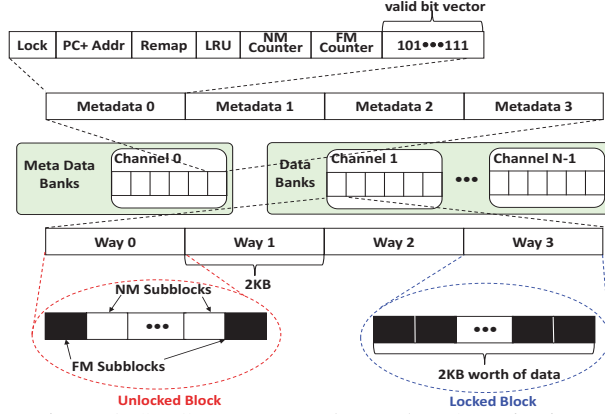 valid bit vector
Lock PC+ Addr Remap LRU NM Counter FM Counter 101•••111
Metadata 0 Metadata 1 Metadata 2 Metadata 3
Meta Data Banks Channel 0 Data Banks Channel 1 ••• Channel N-1
Way 0 Way 1 Way 2 Way 3
2KB
NM Subblocks
•••
•••
FM Subblocks
2KB worth of data
Unlocked Block Locked Block